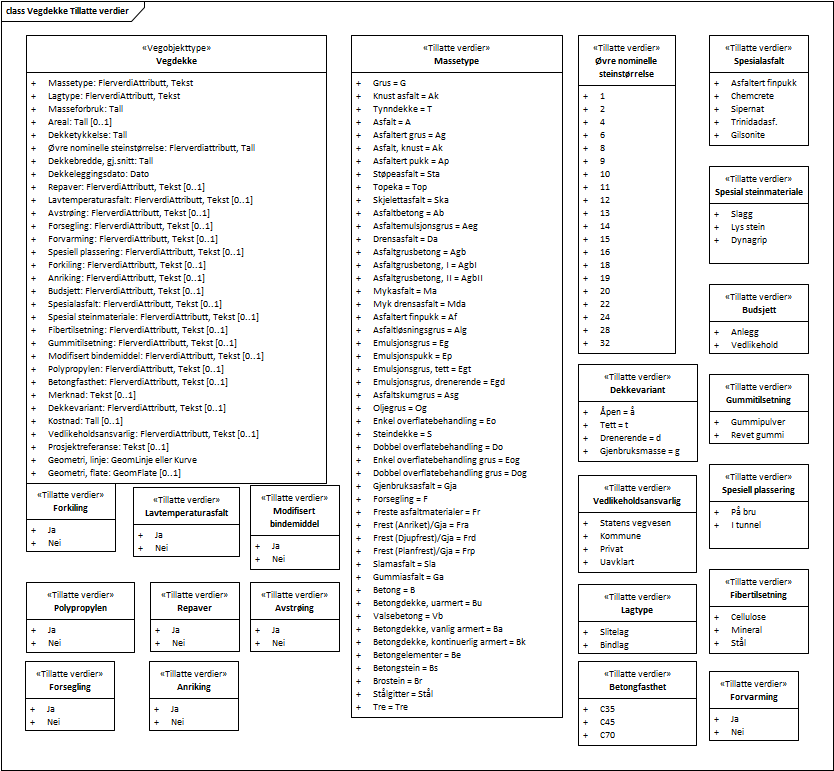 class Vegdekke Tillatte verdier
«Vegobjekttype»
Vegdekke
+ Massetype: FlerverdiAttributt, Tekst
+ Lagtype: FlerverdiAttributt, Tekst
+ Masseforbruk: Tall
+ Areal: Tall [0..1]
+ Dekketykkelse: Tall
+ Øvre nominelle steinstørrelse: Flerverdiattributt, Tall
+ Dekkebredde, gj.snitt: Tall
+ Dekkeleggingsdato: Dato
+ Repaver: FlerverdiAttributt, Tekst [0..1]
+ Lavtemperaturasfalt: FlerverdiAttributt, Tekst [0..1]
+ Avstrøing: FlerverdiAttributt, Tekst [0..1]
+ Forsegling: FlerverdiAttributt, Tekst [0..1]
+ Forvarming: FlerverdiAttributt, Tekst [0..1]
+ Spesiell plassering: FlerverdiAttributt, Tekst [0..1]
+ Forkiling: FlerverdiAttributt, Tekst [0..1]
+ Anriking: FlerverdiAttributt, Tekst [0..1]
+ Budsjett: FlerverdiAttributt, Tekst [0..1]
+ Spesialasfalt: FlerverdiAttributt, Tekst [0..1]
+ Spesial steinmateriale: FlerverdiAttributt, Tekst [0..1]
+ Fibertilsetning: FlerverdiAttributt, Tekst [0..1]
+ Gummitilsetning: FlerverdiAttributt, Tekst [0..1]
+ Modifisert bindemiddel: FlerverdiAttributt, Tekst [0..1]
+ Polypropylen: FlerverdiAttributt, Tekst [0..1]
+ Betongfasthet: FlerverdiAttributt, Tekst [0..1]
+ Merknad: Tekst [0..1]
+ Dekkevariant: FlerverdiAttributt, Tekst [0..1]
+ Kostnad: Tall [0..1]
+ Vedlikeholdsansvarlig: FlerverdiAttributt, Tekst [0..1]
+ Prosjektreferanse: Tekst [0..1]
+ Geometri, linje: GeomLinje eller Kurve
+ Geometri, flate: GeomFlate [0..1]
«Tillatte verdier»
Massetype
+ Grus = G
+ Knust asfalt = Ak
+ Tynndekke = T
+ Asfalt = A
+ Asfaltert grus = Ag
+ Asfalt, knust = Ak
+ Asfaltert pukk = Ap
+ Støpeasfalt = Sta
+ Topeka = Top
+ Skjelettasfalt = Ska
+ Asfaltbetong = Ab
+ Asfaltemulsjonsgrus = Aeg
+ Drensasfalt = Da
+ Asfaltgrusbetong = Agb
+ Asfaltgrusbetong, I = AgbI
+ Asfaltgrusbetong, II = AgbII
+ Mykasfalt = Ma
+ Myk drensasfalt = Mda
+ Asfaltert finpukk = Af
+ Asfaltløsningsgrus = Alg
+ Emulsjonsgrus = Eg
+ Emulsjonspukk = Ep
+ Emulsjonsgrus, tett = Egt
+ Emulsjonsgrus, drenerende = Egd
+ Asfaltskumgrus = Asg
+ Oljegrus = Og
+ Enkel overflatebehandling = Eo
+ Steindekke = S
+ Dobbel overflatebehandling = Do
+ Enkel overflatebehandling grus = Eog
+ Dobbel overflatebehandling grus = Dog
+ Gjenbruksasfalt = Gja
+ Forsegling = F
+ Freste asfaltmaterialer = Fr
+ Frest (Anriket)/Gja = Fra
+ Frest (Djupfrest)/Gja = Frd
+ Frest (Planfrest)/Gja = Frp
+ Slamasfalt = Sla
+ Gummiasfalt = Ga
+ Betong = B
+ Betongdekke, uarmert = Bu
+ Valsebetong = Vb
+ Betongdekke, vanlig armert = Ba
+ Betongdekke, kontinuerlig armert = Bk
+ Betongelementer = Be
+ Betongstein = Bs
+ Brostein = Br
+ Stålgitter = Stål
+ Tre = Tre
«Tillatte verdier»
Øvre nominelle
steinstørrelse
+ 1
+ 2
+ 4
+ 6
+ 8
+ 9
+ 10
+ 11
+ 12
+ 13
+ 14
+ 15
+ 16
+ 18
+ 19
+ 20
+ 22
+ 24
+ 28
+ 32
«Tillatte verdier»
Dekkevariant
+ Åpen = å
+ Tett = t
+ Drenerende = d
+ Gjenbruksmasse = g
«Tillatte verdier»
Vedlikeholdsansvarlig
+ Statens vegvesen
+ Kommune
+ Privat
+ Uavklart
«Tillatte verdier»
Lagtype
+ Slitelag
+ Bindlag
«Tillatte verdier»
Betongfasthet
+ C35
+ C45
+ C70
«Tillatte verdier»
Spesialasfalt
+ Asfaltert finpukk
+ Chemcrete
+ Sipernat
+ Trinidadasf.
+ Gilsonite
«Tillatte verdier»
Spesial steinmateriale
+ Slagg
+ Lys stein
+ Dynagrip
«Tillatte verdier»
Budsjett
+ Anlegg
+ Vedlikehold
«Tillatte verdier»
Gummitilsetning
+ Gummipulver
+ Revet gummi
«Tillatte verdier»
Spesiell plassering
+ På bru
+ I tunnel
«Tillatte verdier»
Fibertilsetning
+ Cellulose
+ Mineral
+ Stål
«Tillatte verdier»
Forvarming
+ Ja
+ Nei
«Tillatte verdier»
Forkiling
+ Ja
+ Nei
«Tillatte verdier»
Lavtemperaturasfalt
+ Ja
+ Nei
«Tillatte verdier»
Modifisert
bindemiddel
+ Ja
+ Nei
«Tillatte verdier»
Polypropylen
+ Ja
+ Nei
«Tillatte verdier»
Repaver
+ Ja
+ Nei
«Tillatte verdier»
Avstrøing
+ Ja
+ Nei
«Tillatte verdier»
Forsegling
+ Ja
+ Nei
«Tillatte verdier»
Anriking
+ Ja
+ Nei